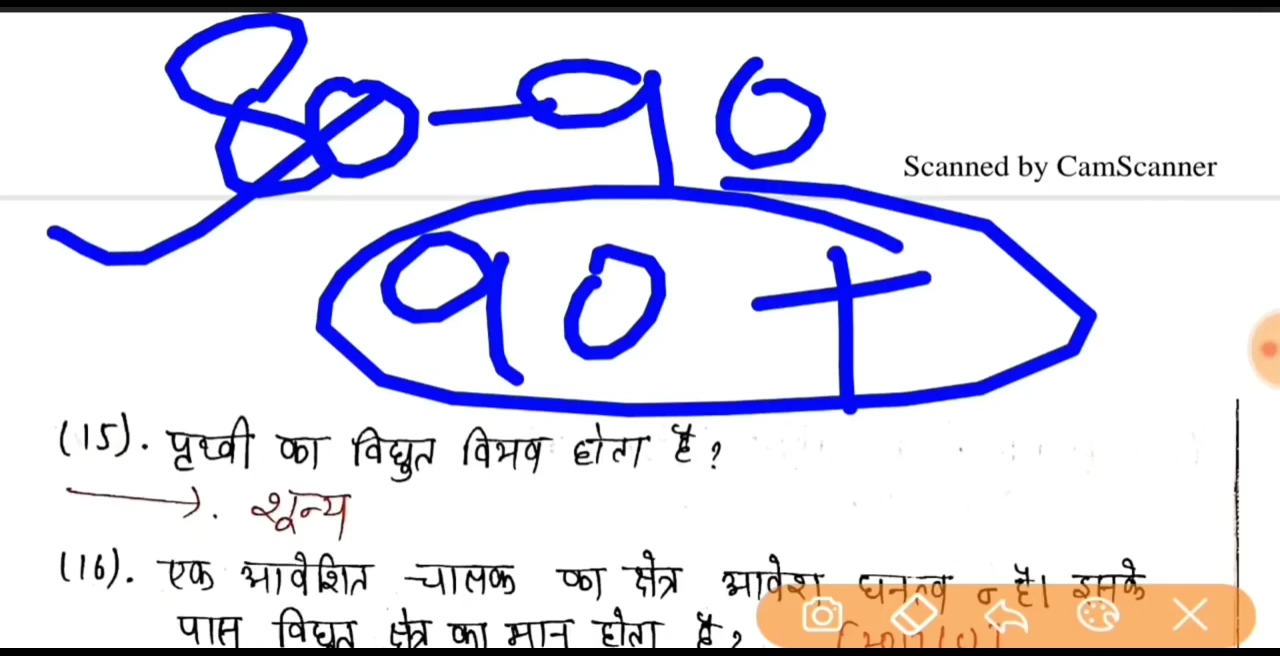 80-90
Scanned by CamScanner
90 +
(15). पृथ्वी का विद्युत विभव होता है?
→. शून्य
(16). एक आवेशित चालक का क्षेत्र आवेश घनत्व है। इसके
पास विद्युत क्षेत्र का मान होता है?